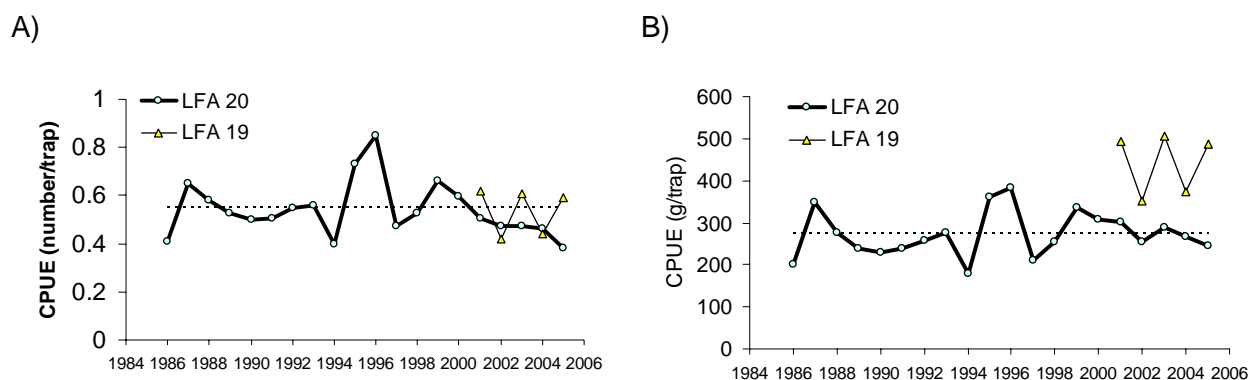 A)
CPUE (number/trap)
1
0.8
0.6
0.4
0.2
0
LFA 20
LFA 19
1984 1986 1988 1990 1992 1994 1996 1998 2000 2002 2004 2006
B)
CPUE (g/trap)
600
500
400
300
200
100
0
LFA 20
LFA 19
1984 1986 1988 1990 1992 1994 1996 1998 2000 2002 2004 2006